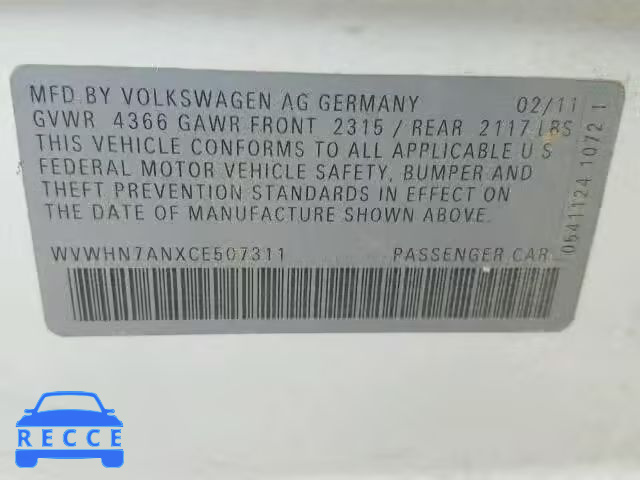 MFD BY VOLKSWAGEN AG GERMANY 02/11
GVWR 4366 GAWR FRONT 2315 / REAR 2117 LBS
THIS VEHICLE CONFORMS TO ALL APPLICABLE U S
FEDERAL MOTOR VEHICLE SAFETY, BUMPER AND
THEFT PREVENTION STANDARDS IN EFFECT ON
THE DATE OF MANUFACTURE SHOWN ABOVE.
WVWHN7ANXCE507311 PASSENGER CAR
0541124 1072 I
RECCE